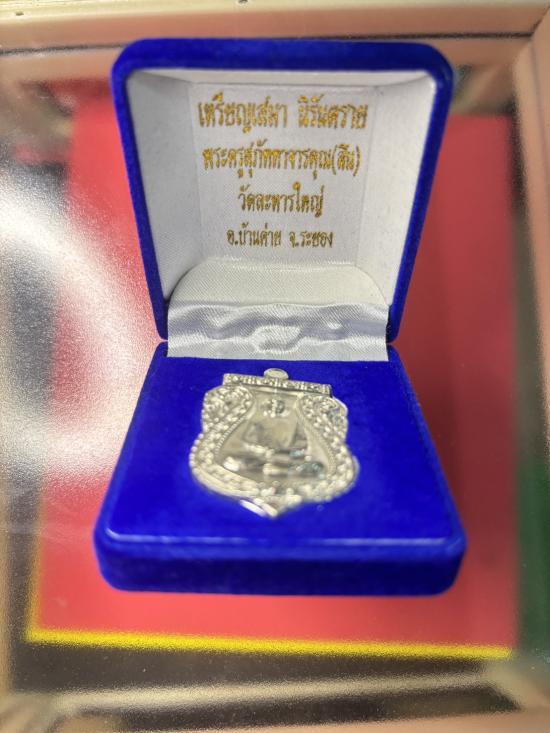 เหรียญเสมา นิรันตราย
พระครูสุภัททาจารคุณ(สิน)
วัดละหารใหญ่
อ.บ้านค่าย จ.ระยอง